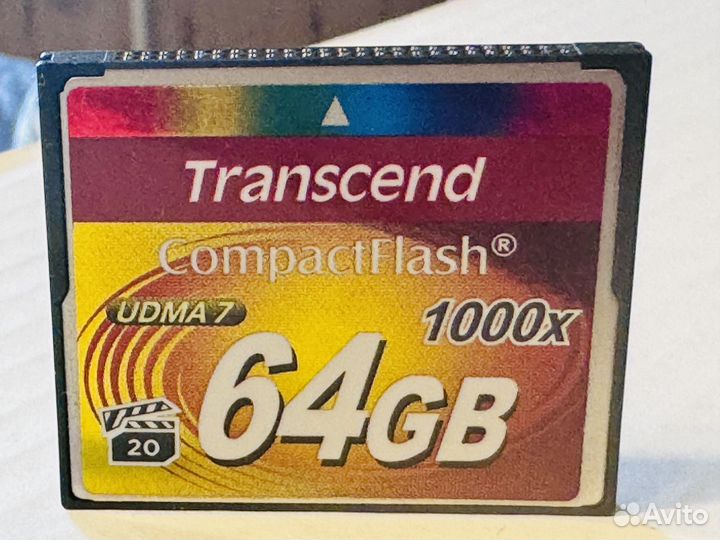 Transcend
CompactFlash®
UDMA 7
1000x
64GB
20
Avito